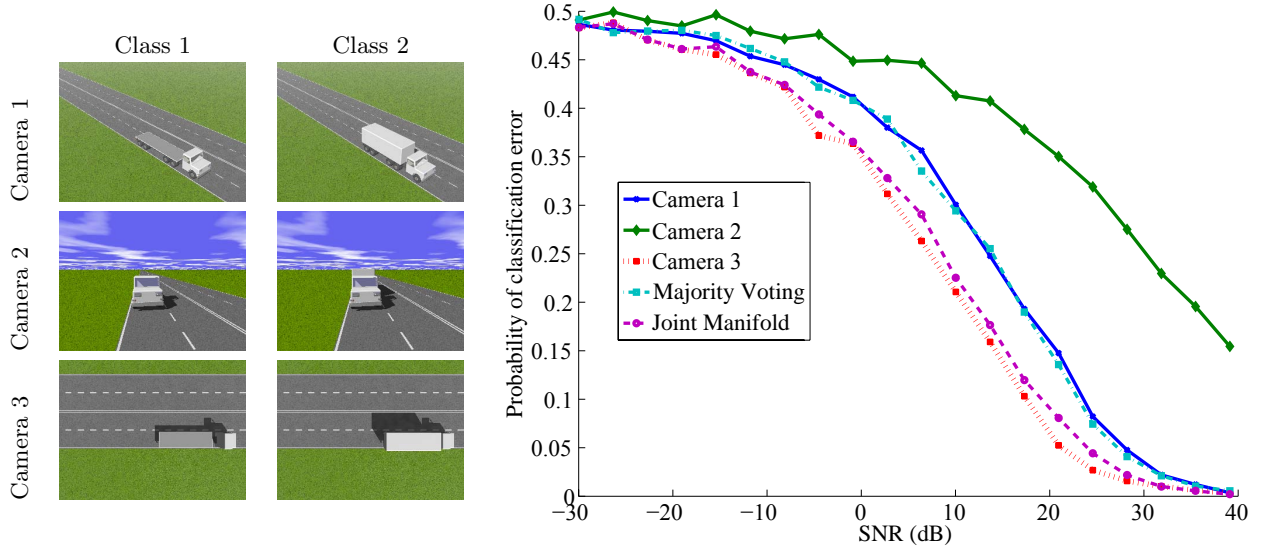 Class 1
Class 2
Camera 1
Camera 2
Camera 3
0.5
0.45
0.4
0.35
0.3
0.25
0.2
0.15
0.1
0.05
0
Probability of classification error
Camera 1
Camera 2
Camera 3
Majority Voting
Joint Manifold
−30 −20 −10 0 10 20 30 40
SNR (dB)